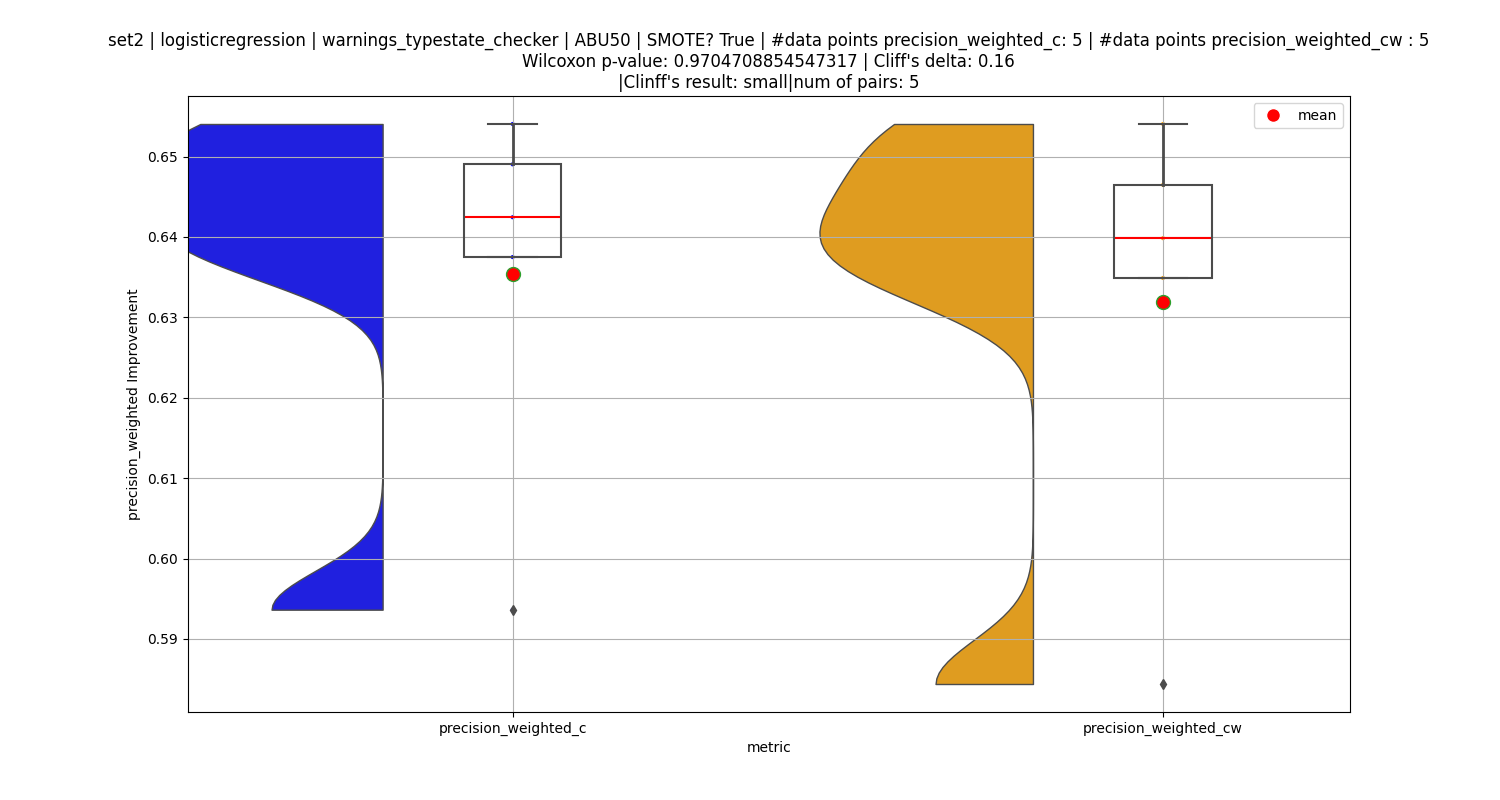 set2 | logisticregression | warnings_typestate_checker | ABU50 | SMOTE? True | #data points precision_weighted_c: 5 | #data points precision_weighted_cw : 5
Wilcoxon p-value: 0.9704708854547317 | Cliff's delta: 0.16
|Clinff's result: small|num of pairs: 5
mean
0.65
0.64
0.63
0.62
0.61
0.60
0.59
precision_weighted Improvement
precision_weighted_c
precision_weighted_cw
metric